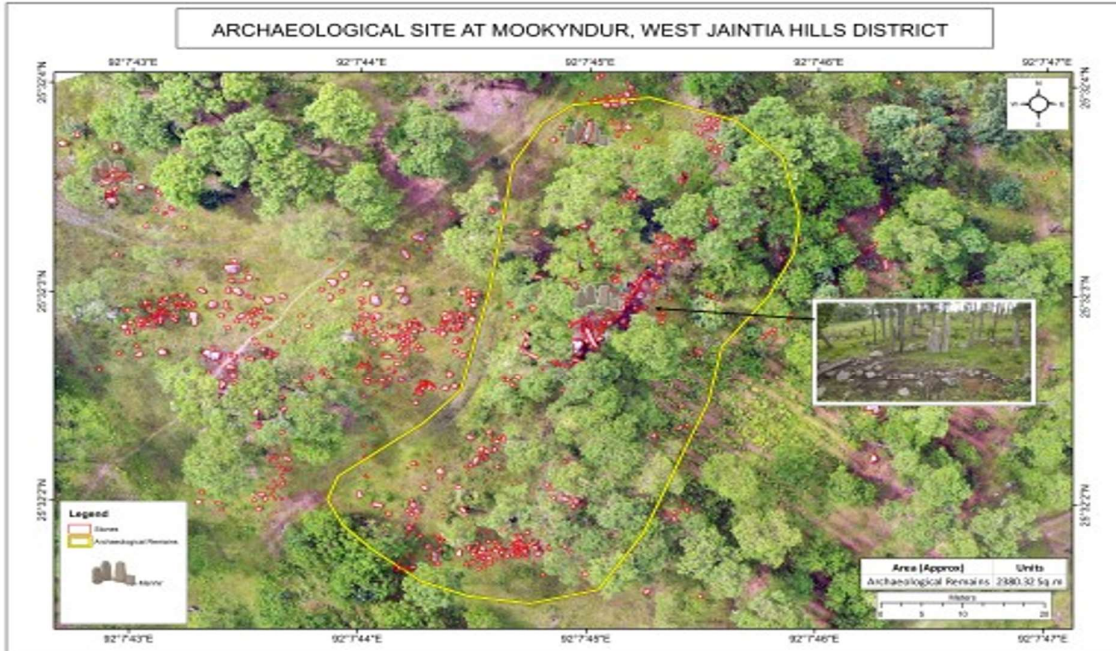 ARCHAEOLOGICAL SITE AT MOOKYNDUR, WEST JAINTIA HILLS DISTRICT
92°7'43"E 92°7'44"E 92°7'45"E 92°7'46"E 92°7'47"E
25°32'4"N 25°32'4"N
N
W E
S
25°32'3"N 25°32'3"N
25°32'2"N 25°32'2"N
Legend
Stones
Archaeological Remains
Menhir
Area (Approx) Units
Archaeological Remains 2380.32 Sq.m
Meters
0 5 10 20
92°7'43"E 92°7'44"E 92°7'45"E 92°7'46"E 92°7'47"E